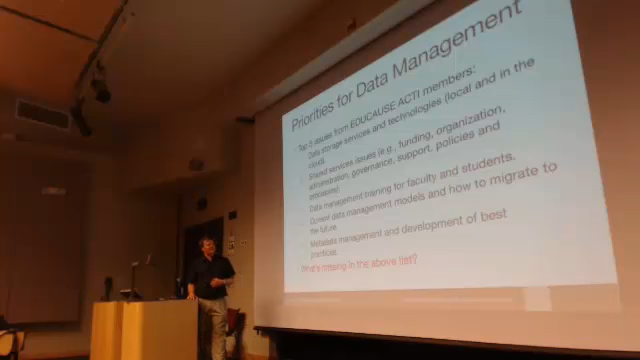 Priorities for Data Management
Top 5 issues from EDUCAUSE ACTI members:
Data storage services and technologies (local and in the
cloud)
Shared services issues (e.g., funding, organization,
administration, governance, support, policies and
processes)
Data management training for faculty and students.
Current data management models and how to migrate to
the future.
Metadata management and development of best
practices.
What's missing in the above list?